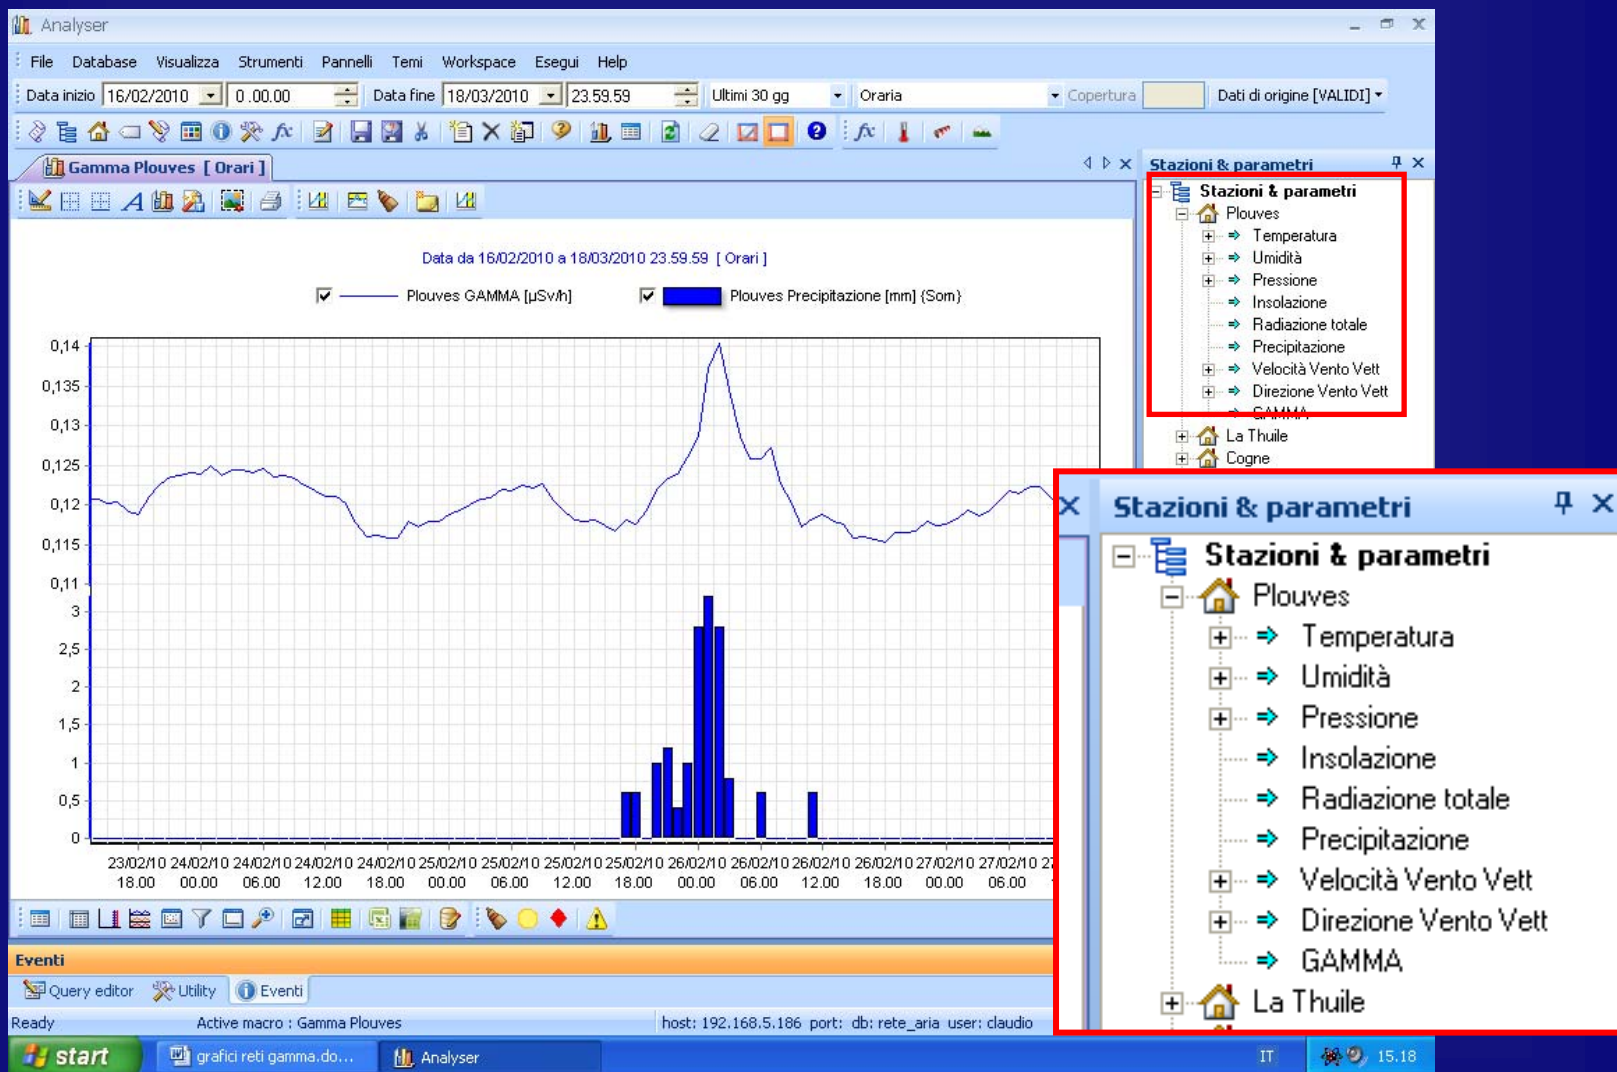 Analyser
File Database Visualizza Strumenti Pannelli Temi Workspace Esegui Help
Data inizio 16/02/2010 0 .00.00 Data fine 18/03/2010 23.59.59 Ultimi 30 gg Oraria Copertura Dati di origine [VALIDI]
Gamma Plouves [ Orari ]
Data da 16/02/2010 a 18/03/2010 23.59.59 [ Orari ]
Plouves GAMMA [µSv/h] Plouves Precipitazione [mm] {Som}
0,14
0,135
0,13
0,125
0,12
0,115
0,11
3
2,5
2
1,5
1
0,5
0
23/02/10 24/02/10 24/02/10 24/02/10 24/02/10 25/02/10 25/02/10 25/02/10 25/02/10 26/02/10 26/02/10 26/02/10 26/02/10 27/02/10 27/02/10 27
18.00 00.00 06.00 12.00 18.00 00.00 06.00 12.00 18.00 00.00 06.00 12.00 18.00 00.00 06.00
Stazioni & parametri
Stazioni & parametri
Plouves
Temperatura
Umidità
Pressione
Insolazione
Radiazione totale
Precipitazione
Velocità Vento Vett
Direzione Vento Vett
GAMMA
La Thuile
Cogne
Stazioni & parametri
Stazioni & parametri
Plouves
Temperatura
Umidità
Pressione
Insolazione
Radiazione totale
Precipitazione
Velocità Vento Vett
Direzione Vento Vett
GAMMA
La Thuile
Eventi
Query editor Utility Eventi
Ready Active macro : Gamma Plouves host: 192.168.5.186 port: db: rete_aria user: claudio
start grafici reti gamma.do... Analyser IT 15.18